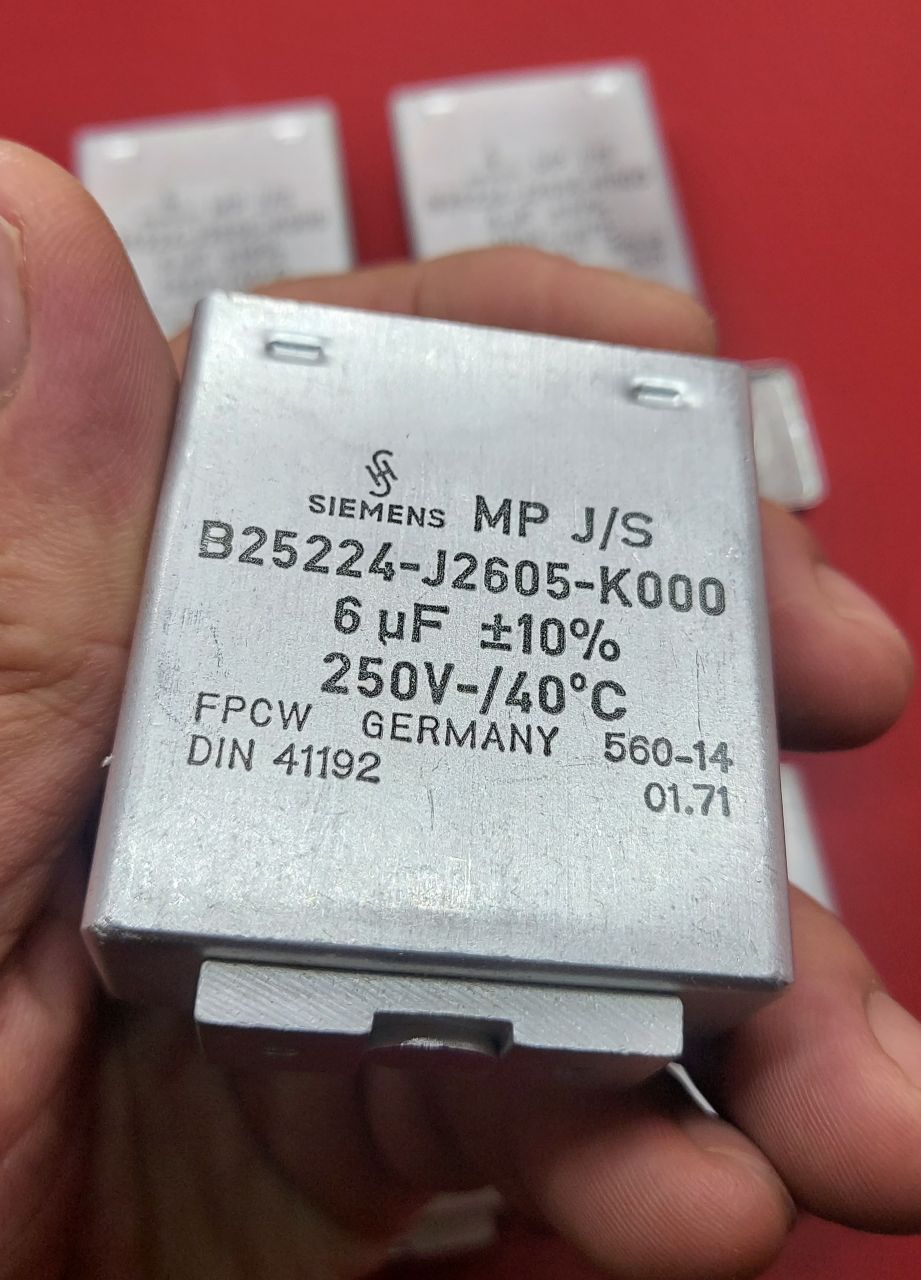 SIEMENS MP J/S
B25224-J2605-K000
6 µF ±10%
250V-/40°C
FPCW GERMANY 560-14
DIN 41192 01.71